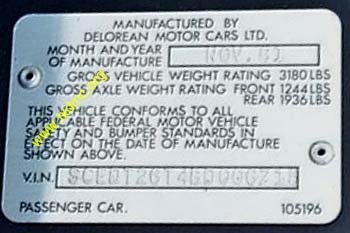 MANUFACTURED BY
DELOREAN MOTOR CARS LTD.
MONTH AND YEAR
OF MANUFACTURE NOV. 81
GROSS VEHICLE WEIGHT RATING 3180 LBS
GROSS AXLE WEIGHT RATING FRONT 1244 LBS
REAR 1936 LBS
THIS VEHICLE CONFORMS TO ALL
APPLICABLE FEDERAL MOTOR VEHICLE
SAFETY AND BUMPER STANDARDS IN
EFFECT ON THE DATE OF MANUFACTURE
SHOWN ABOVE.
V.I.N.
PASSENGER CAR. 105196